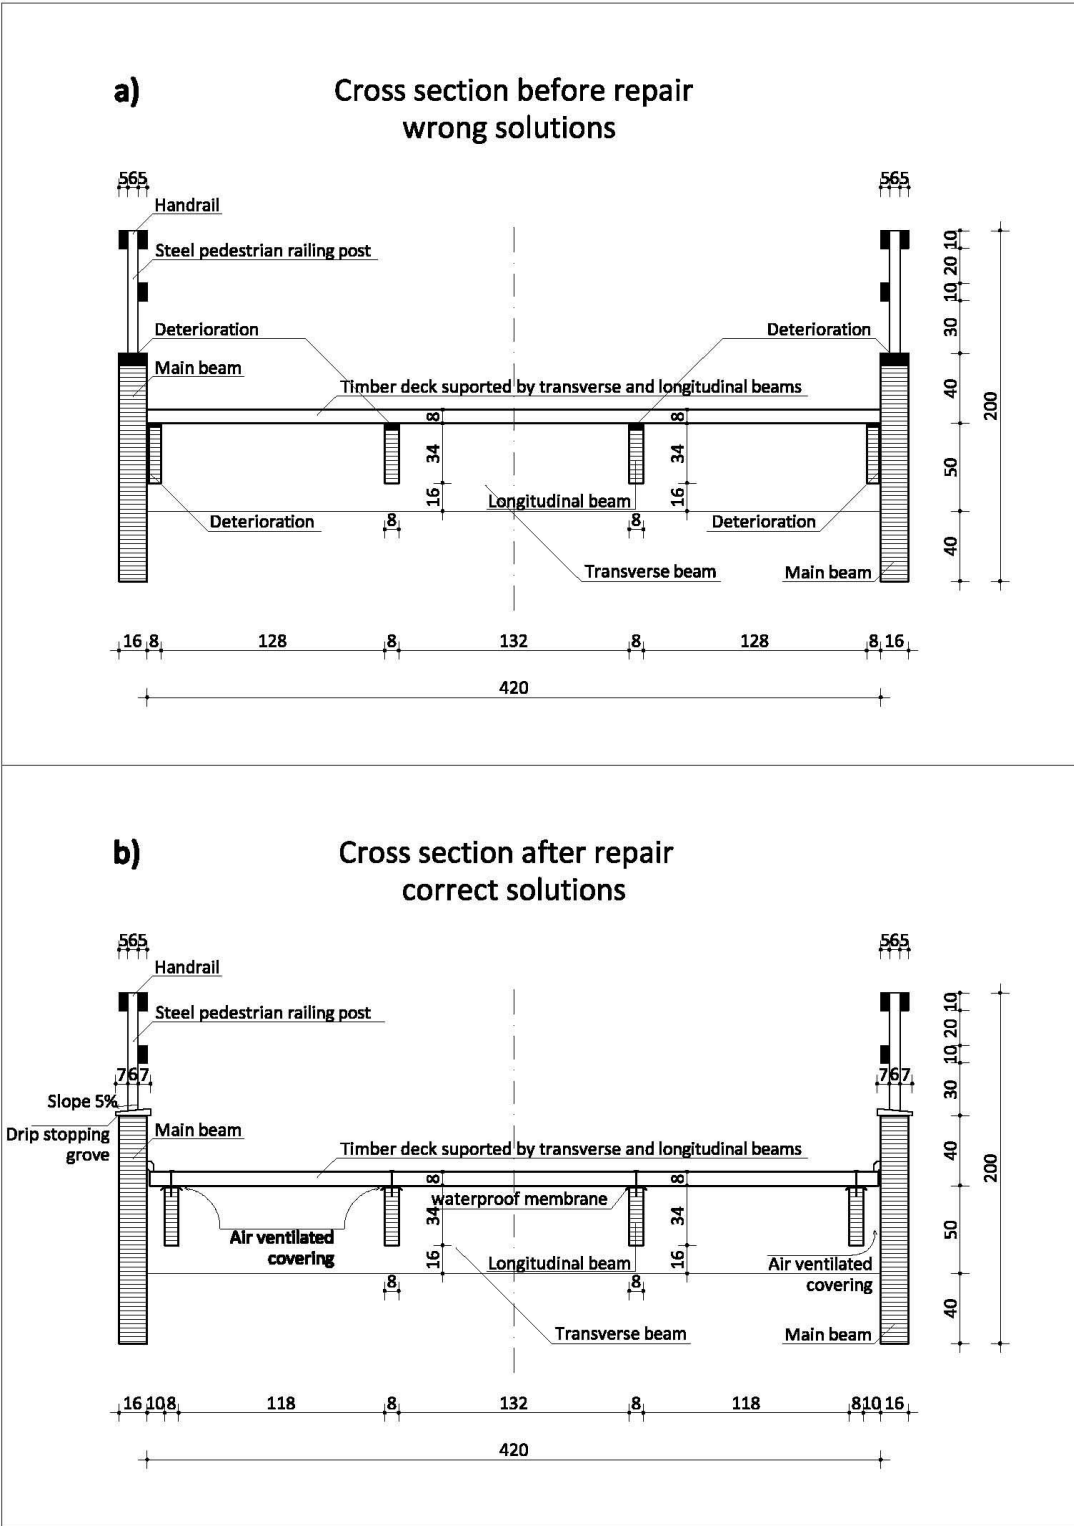 a)
Cross section before repair
wrong solutions
565
565
Handrail
Steel pedestrian railing post
Deterioration
Deterioration
Main beam
Timber deck suported by transverse and longitudinal beams
8
8
34
34
16
16
Longitudinal beam
Deterioration
8
8
Deterioration
Transverse beam
Main beam
10
20
10
30
40
50
40
200
16
8
128
8
132
8
128
8
16
420
b)
Cross section after repair
correct solutions
565
565
Handrail
Steel pedestrian railing post
767
767
Slope 5%
Drip stopping
grove
Main beam
Timber deck suported by transverse and longitudinal beams
8
8
waterproof membrane
34
34
Air ventilated
covering
16
16
Longitudinal beam
Air ventilated
covering
8
8
Transverse beam
Main beam
10
20
10
30
40
50
40
200
16
10
8
118
8
132
8
118
8
10
16
420